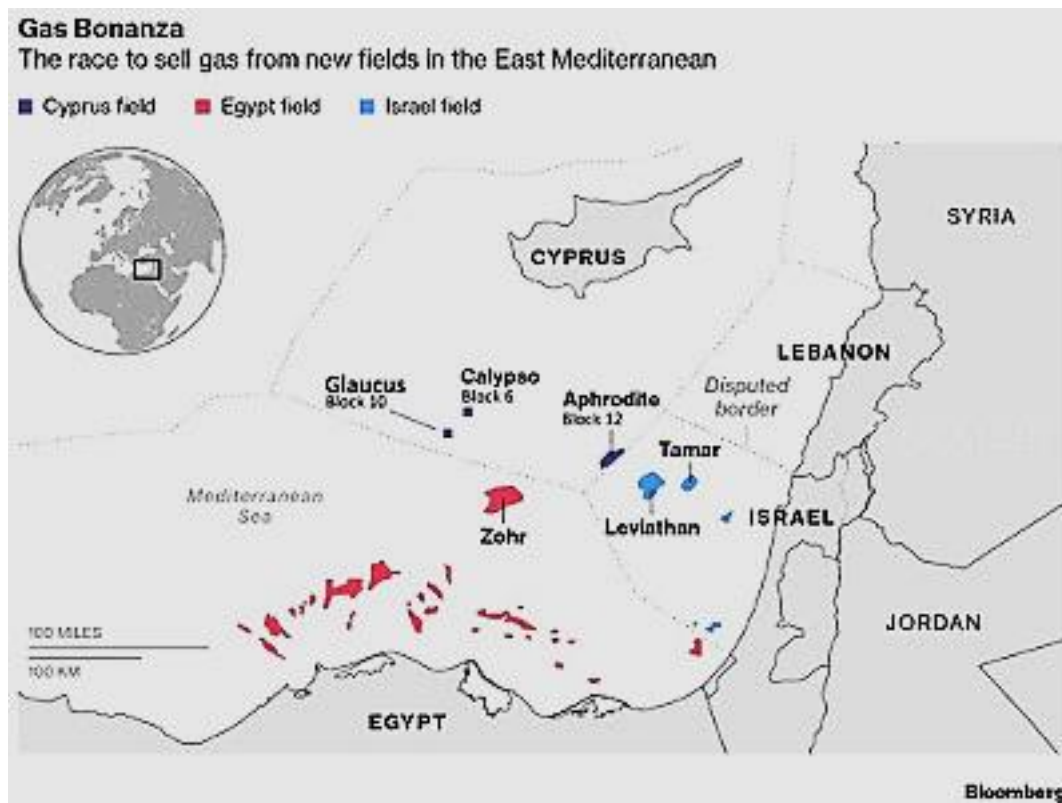 Gas Bonanza
The race to sell gas from new fields in the East Mediterranean
Cyprus field
Egypt field
Israel field
SYRIA
CYPRUS
LEBANON
Disputed
border
Glaucus
Block 10
Calypso
Block 6
Aphrodite
Block 12
Tamar
Mediterranean
Sea
Zohr
Leviathan
ISRAEL
JORDAN
100 MILES
100 KM
EGYPT
Bloomberg